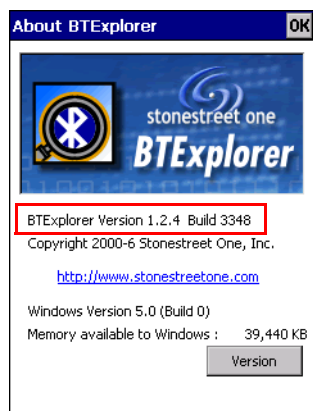 About BTExplorer OK
stonestreet one
BTExplorer
BTExplorer Version 1.2.4 Build 3348
Copyright 2000-6 Stonestreet One, Inc.
http://www.stonestreetone.com
Windows Version 5.0 (Build 0)
Memory available to Windows : 39,440 KB
Version